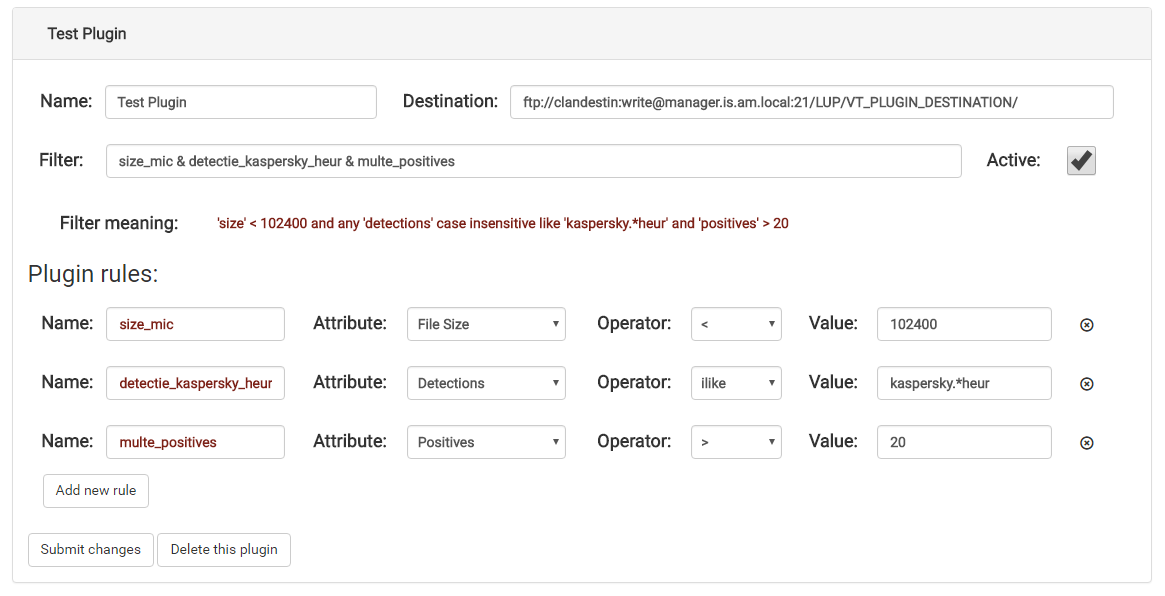 Test Plugin
Name: Test Plugin Destination: ftp://clandestin:write@manager.is.am.local:21/LUP/VT_PLUGIN_DESTINATION/
Filter: size_mic & detectie_kaspersky_heur & multe_positives Active:
Filter meaning: 'size' < 102400 and any 'detections' case insensitive like 'kaspersky.*heur' and 'positives' > 20
Plugin rules:
Name: size_mic Attribute: File Size Operator: < Value: 102400
Name: detectie_kaspersky_heur Attribute: Detections Operator: ilike Value: kaspersky.*heur
Name: multe_positives Attribute: Positives Operator: > Value: 20
Add new rule
Submit changes Delete this plugin